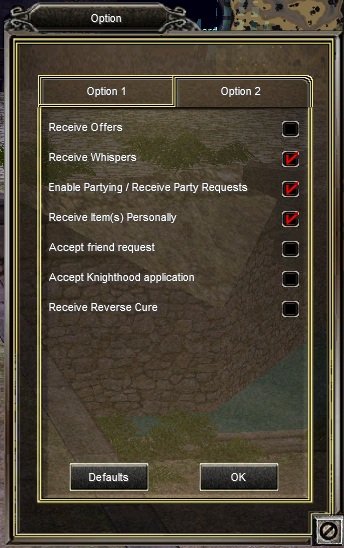 Option
Option 1
Option 2
Receive Offers
Receive Whispers
Enable Partying / Receive Party Requests
Receive Item(s) Personally
Accept friend request
Accept Knighthood application
Receive Reverse Cure
Defaults
OK